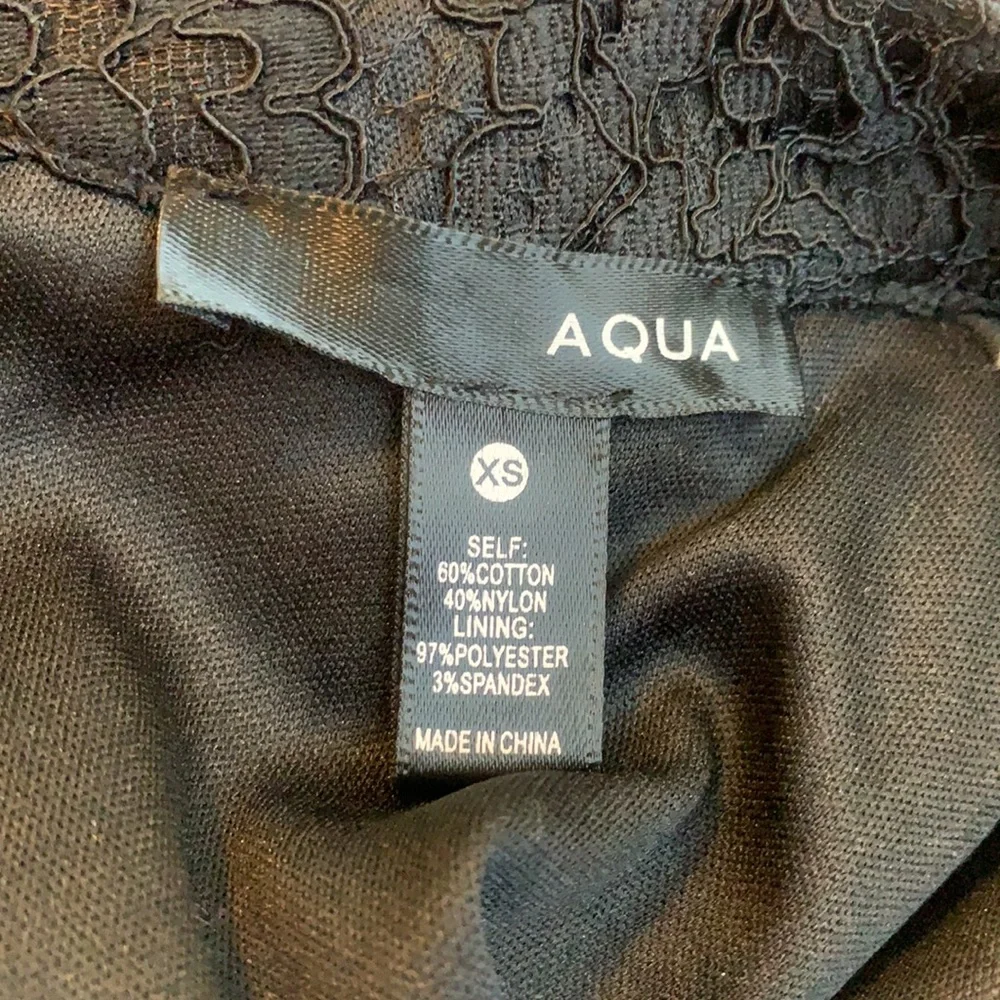 AQUA
XS
SELF:
60%COTTON
40%NYLON
LINING:
97%POLYESTER
3%SPANDEX
MADE IN CHINA